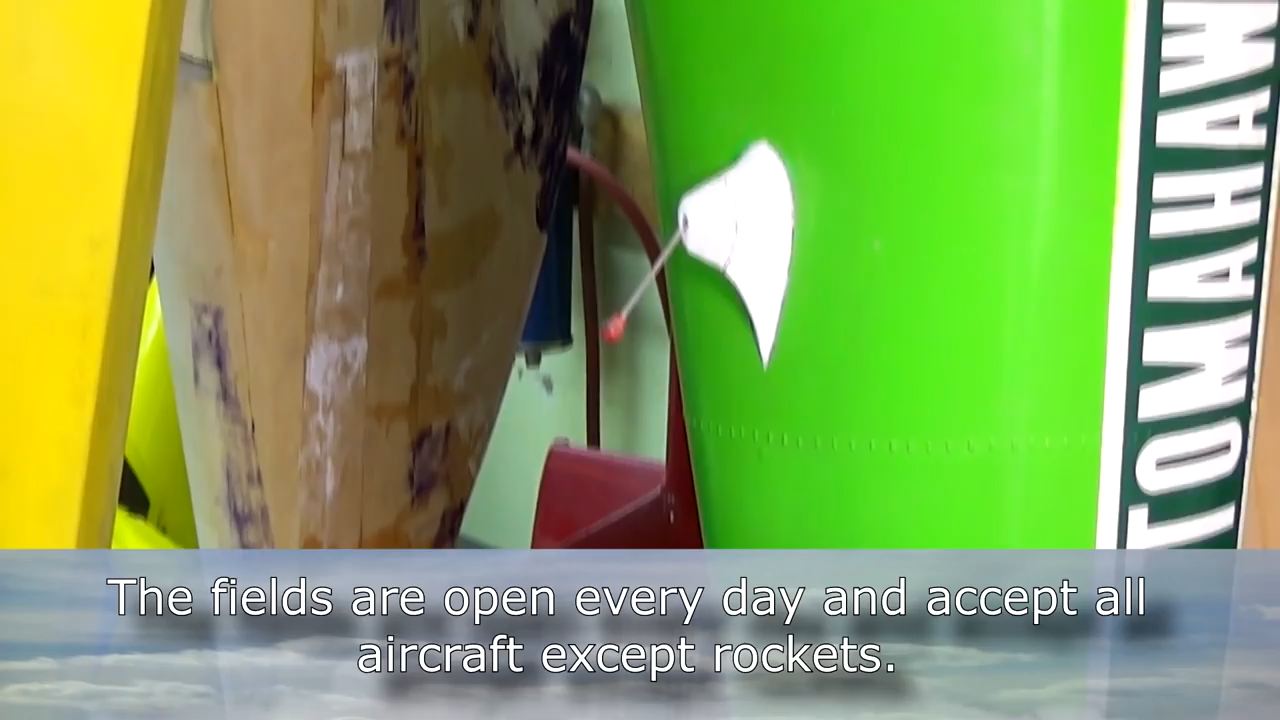 TOMAHAW
The fields are open every day and accept all
aircraft except rockets.